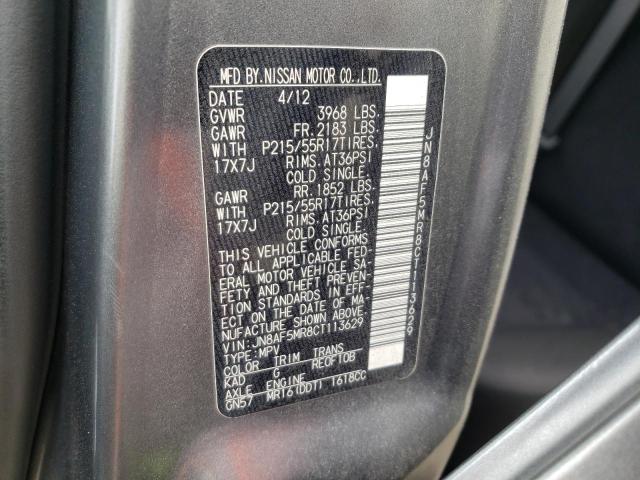 MFD BY.NISSAN MOTOR CO.,LTD.
DATE 4/12
GVWR 3968 LBS.
GAWR FR.2183 LBS.
WITH P215/55R17TIRES.
17X7J RIMS.AT36PSI
COLD SINGLE.
GAWR RR.1852 LBS.
WITH P215/55R17TIRES.
17X7J RIMS.AT36PSI
COLD SINGLE.
THIS VEHICLE CONFORMS
TO ALL APPLICABLE FED-
ERAL MOTOR VEHICLE SA-
FETY AND THEFT PREVEN-
TION STANDARDS IN EFF-
ECT ON THE DATE OF MA-
NUFACTURE SHOWN ABOVE.
VIN: JN8AF5MR8CT113629
TYPE: MPV
COLOR TRIM TRANS
KAD G RE0F10B
AXLE ENGINE
GN57 MR16(DDT) 1618CC
JN8AF5MR8CT113629